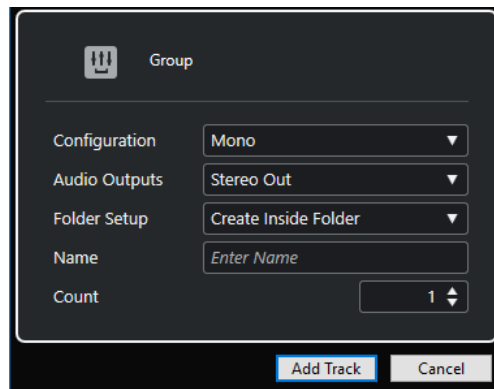 Group
Configuration Mono
Audio Outputs Stereo Out
Folder Setup Create Inside Folder
Name Enter Name
Count 1
Add Track Cancel